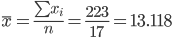 x̄ = ∑xᵢ / n = 223 / 17 = 13.118